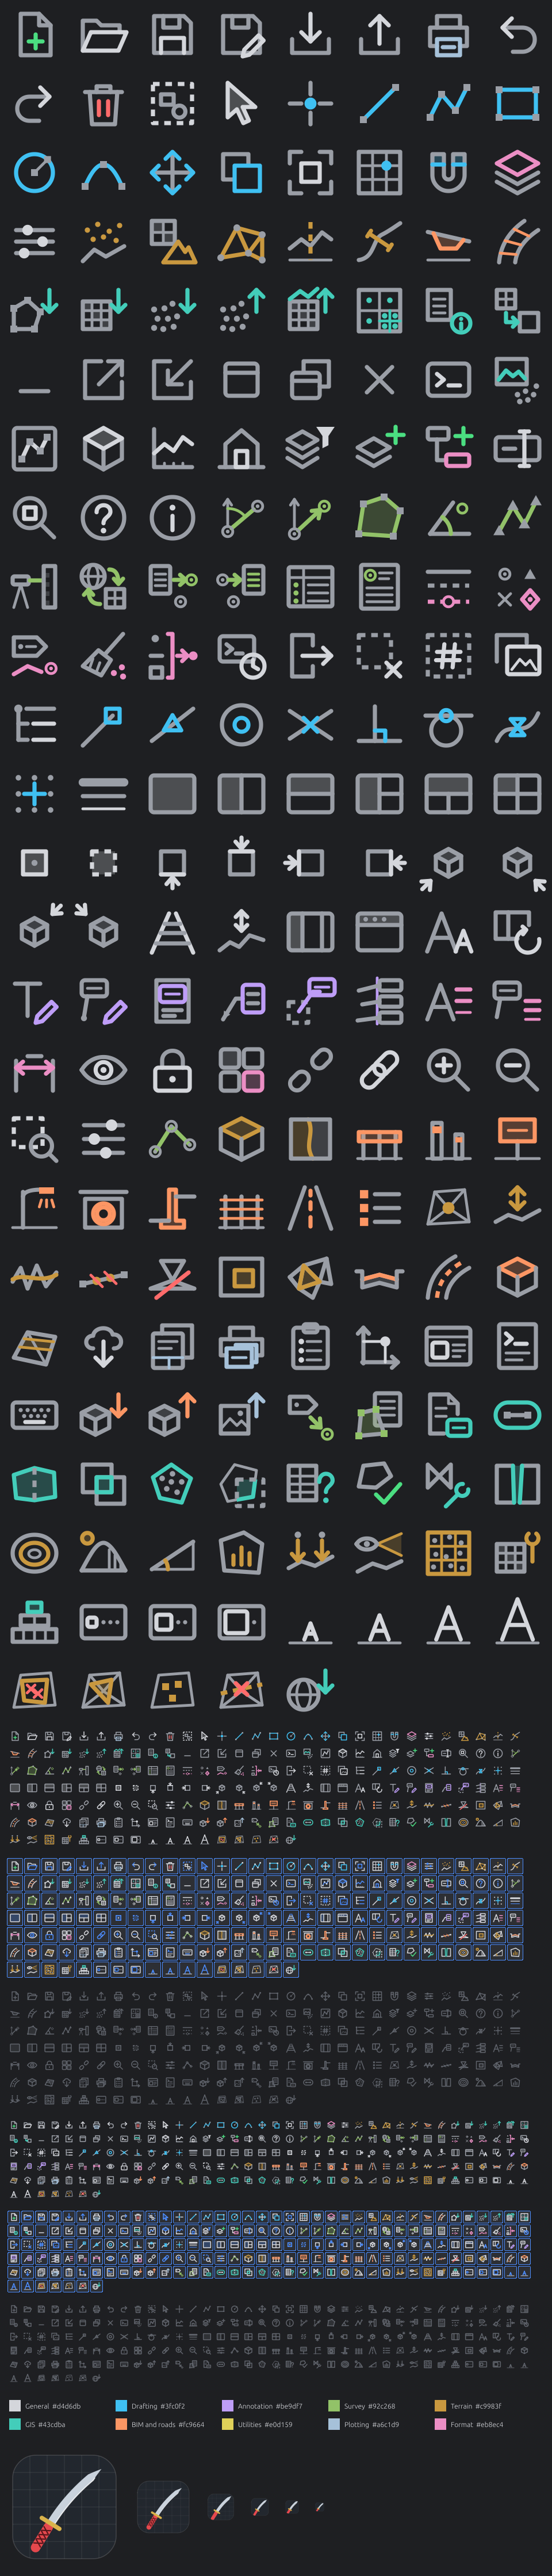 General #d4d6db
Drafting #3fc0f2
Annotation #be9df7
Survey #92c268
Terrain #c9983f
GIS #43cdba
BIM and roads #fc9664
Utilities #e0d159
Plotting #a6c1d9
Format #eb8ec4